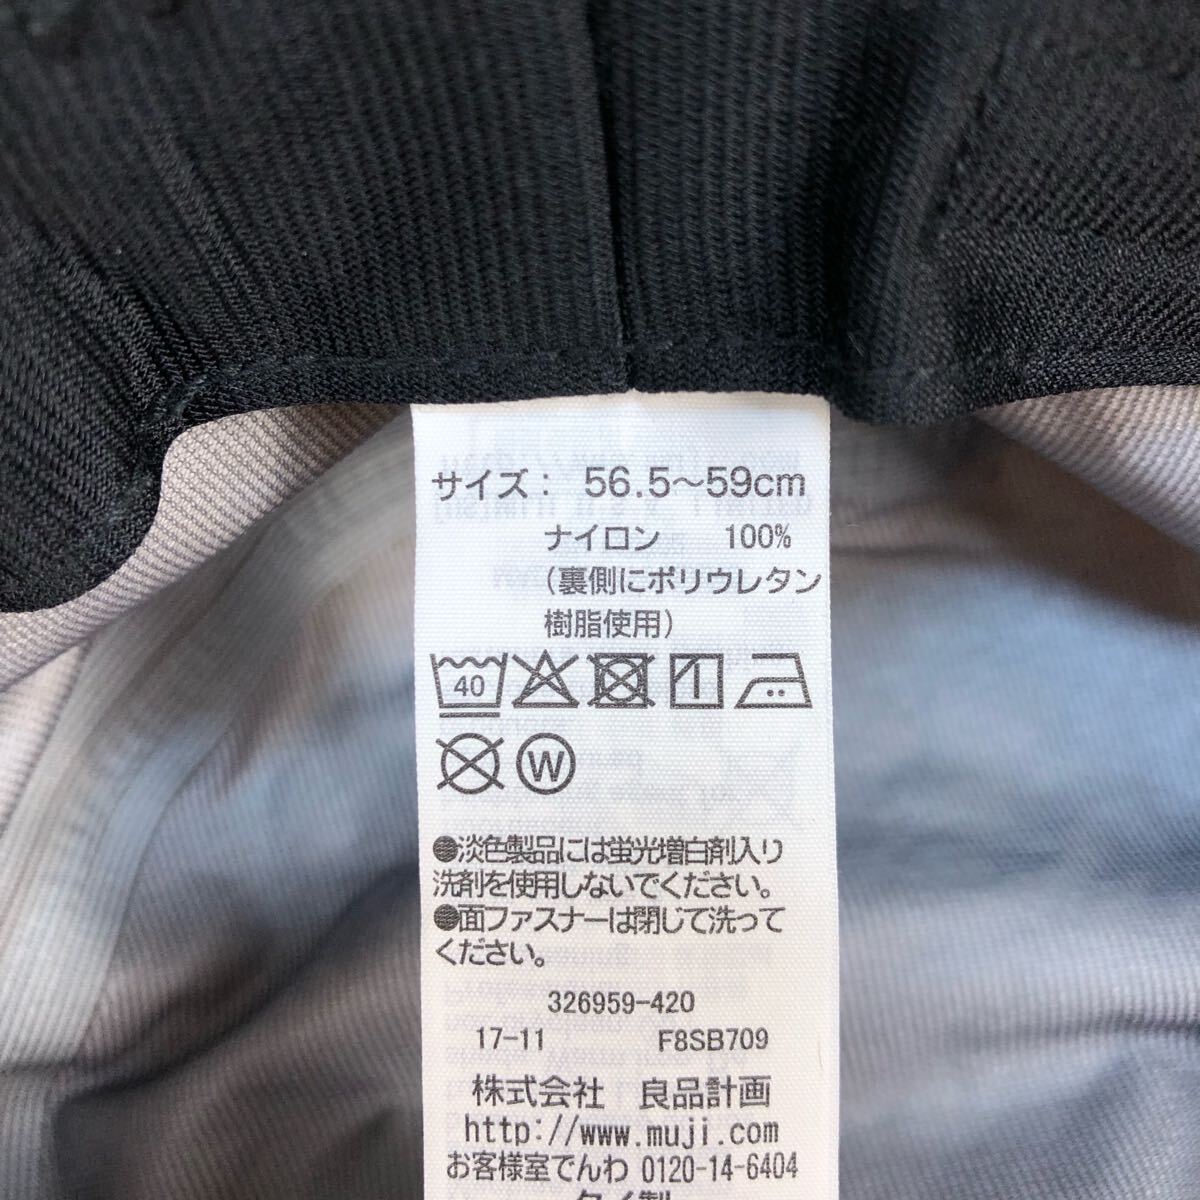 サイズ： 56.5～59cm
ナイロン 100%
（裏側にポリウレタン
樹脂使用）
40
W
●淡色製品には蛍光増白剤入り
洗剤を使用しないでください。
●面ファスナーは閉じて洗って
ください。
326959-420
17-11 F8SB709
株式会社 良品計画
http://www.muji.com
お客様室でんわ 0120-14-6404
タイ製